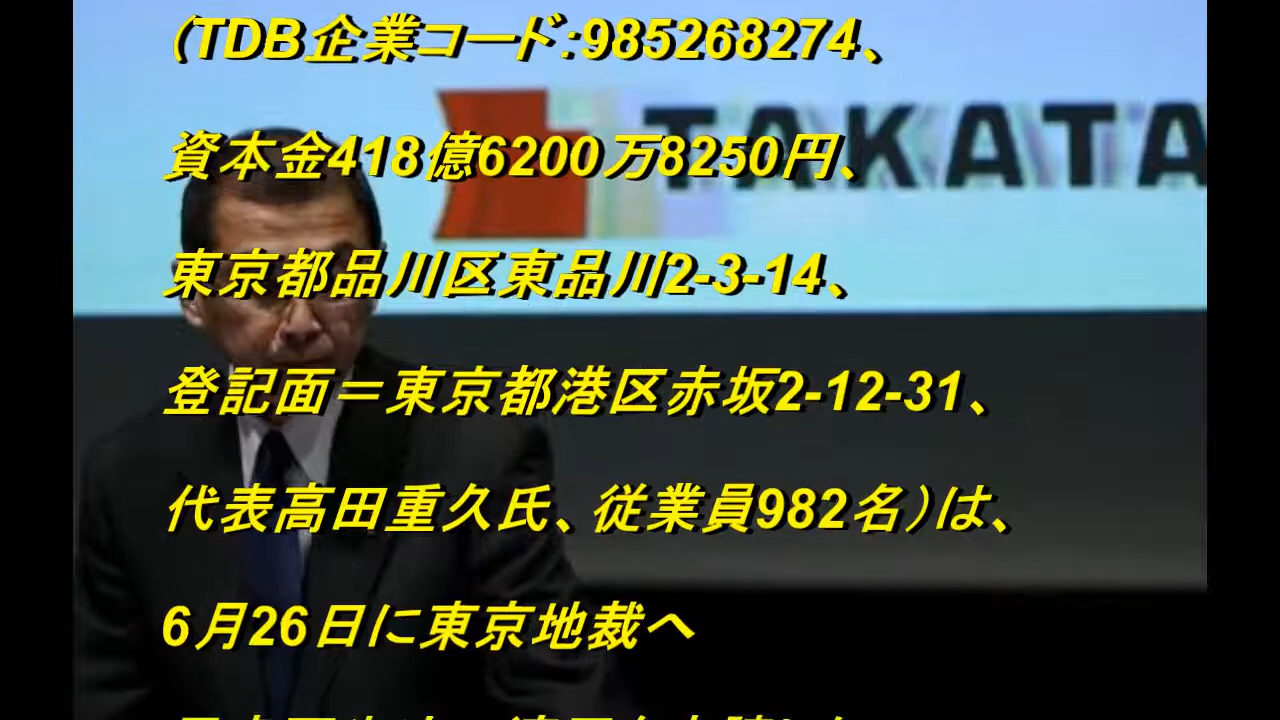 (TDB企業コード:985268274、
TAKATA
資本金418億6200万8250円、
東京都品川区東品川2-3-14、
登記面＝東京都港区赤坂2-12-31、
代表高田重久氏、従業員982名)は、
6月26日に東京地裁へ